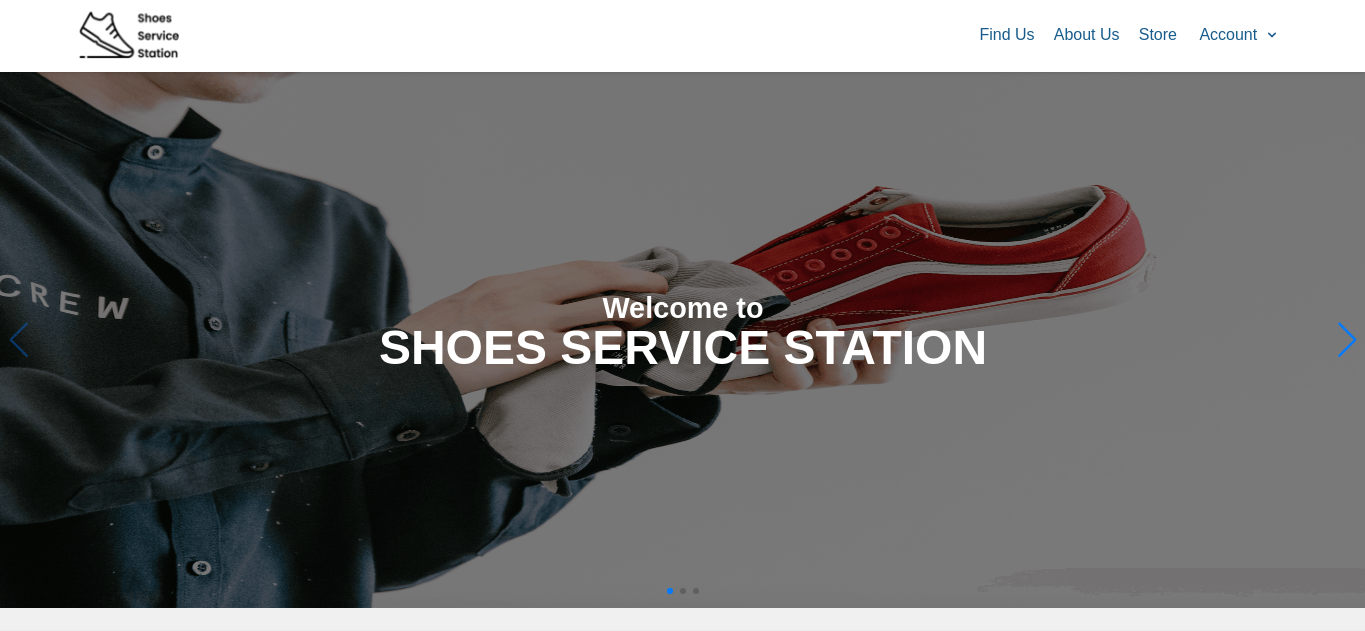 Shoes
Service
Station
Find Us
About Us
Store
Account
CREW
Welcome to
SHOES SERVICE STATION